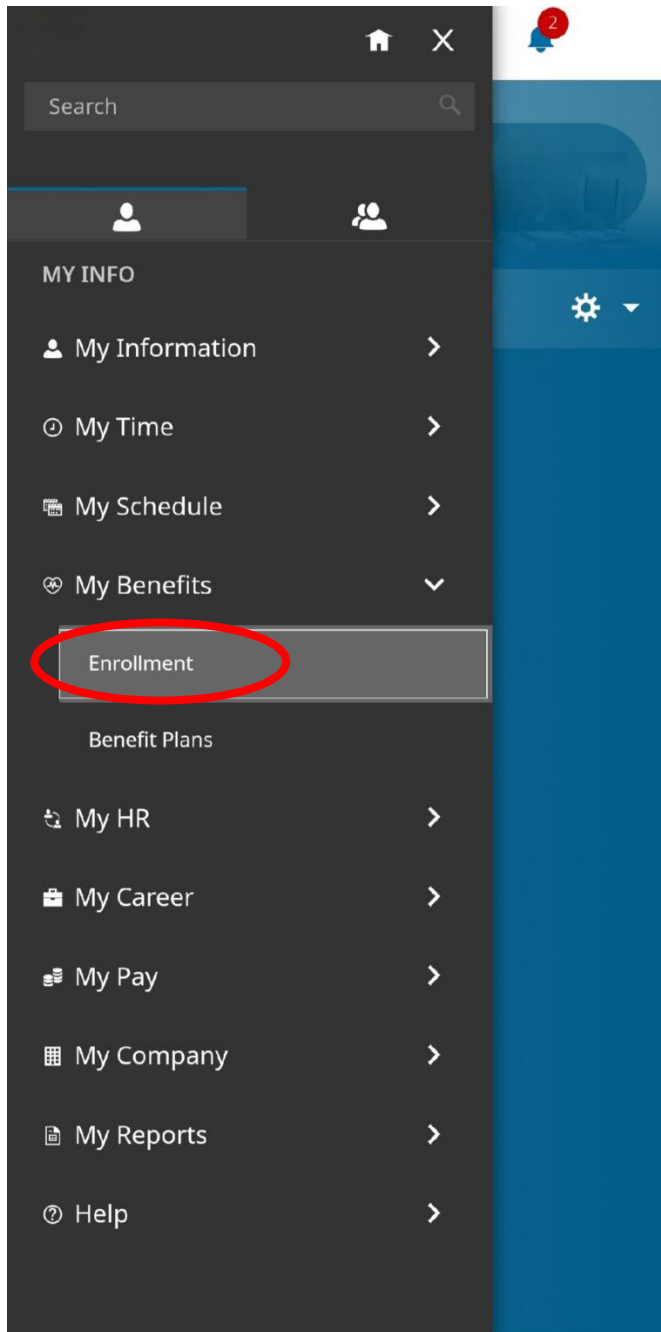 X
2
Search
MY INFO
My Information
My Time
My Schedule
My Benefits
Enrollment
Benefit Plans
My HR
My Career
My Pay
My Company
My Reports
Help